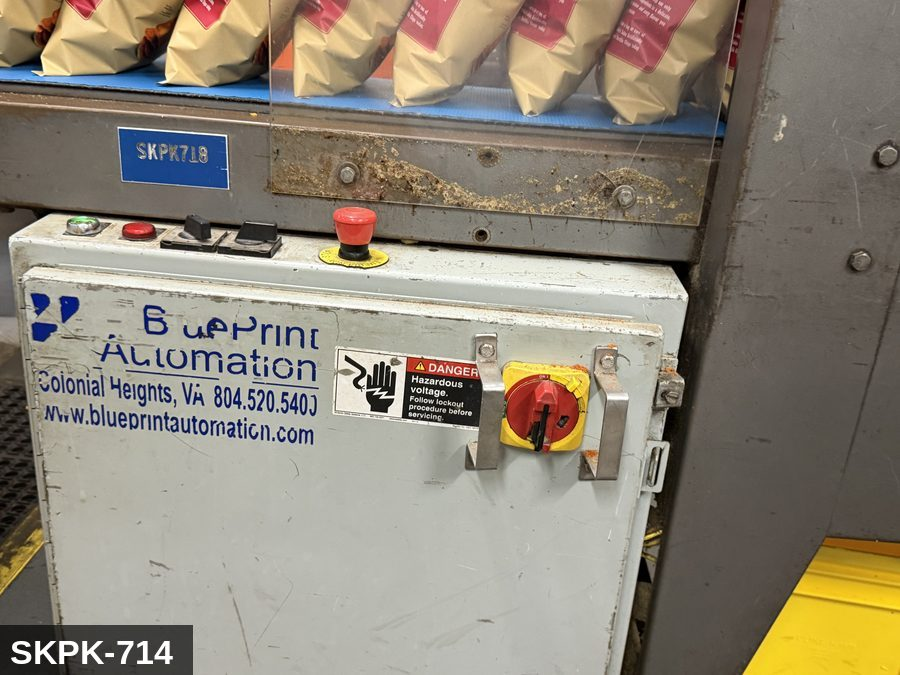 SKPK718
BluePrint
Automation
Colonial Heights, VA 804.520.5400
www.blueprintautomation.com
DANGER
Hazardous
voltage.
Follow lockout
procedure before
servicing.
SKPK-714